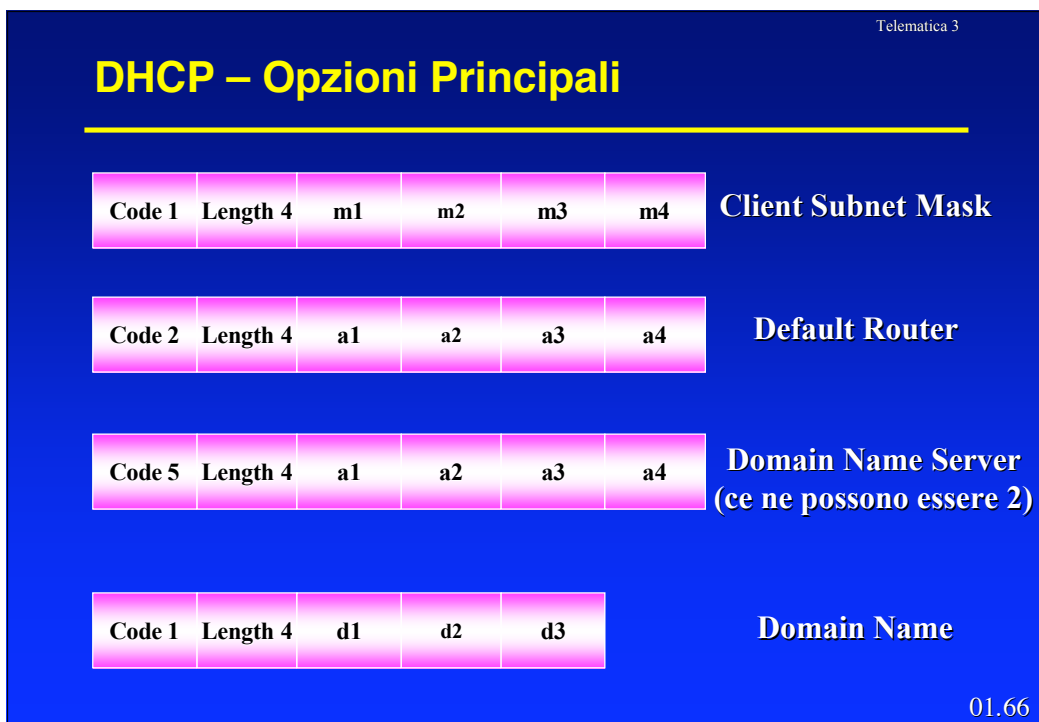 Telematica 3
DHCP – Opzioni Principali
Code 1 Length 4 m1 m2 m3 m4 Client Subnet Mask
Code 2 Length 4 a1 a2 a3 a4 Default Router
Code 5 Length 4 a1 a2 a3 a4 Domain Name Server
(ce ne possono essere 2)
Code 1 Length 4 d1 d2 d3 Domain Name
01.66